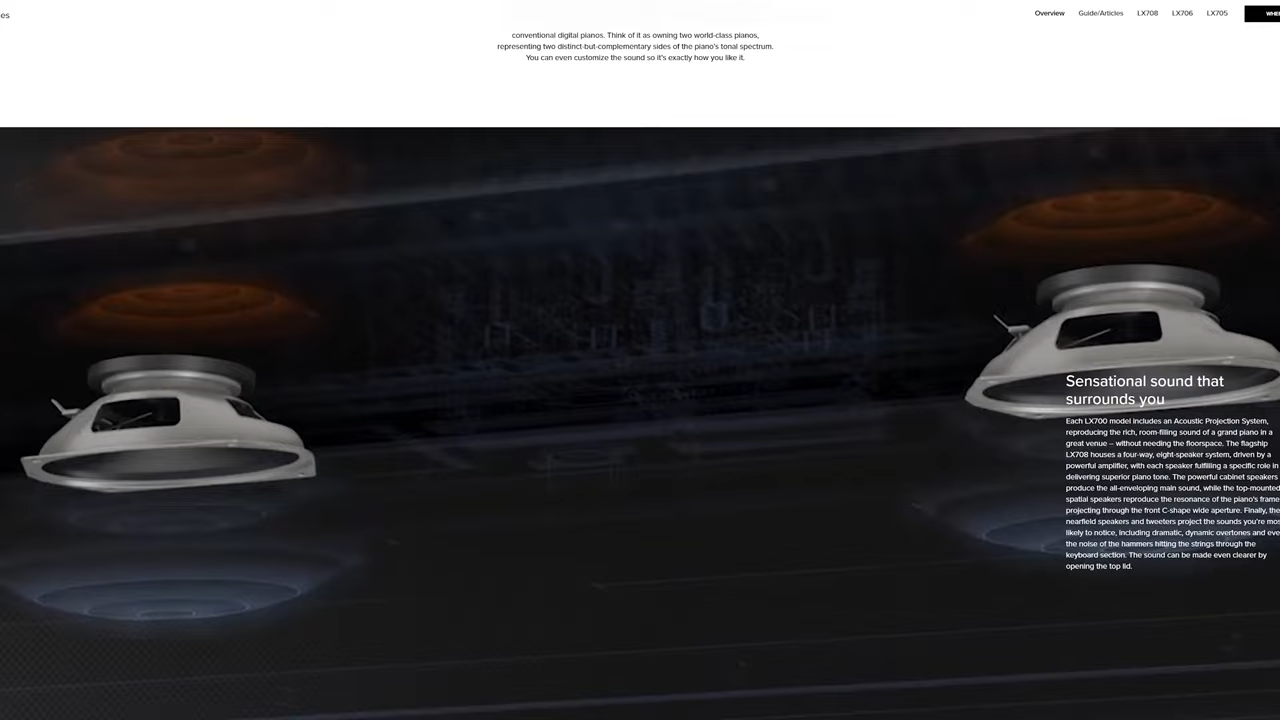 es
Overview Guide/Articles LX708 LX706 LX705
conventional digital pianos. Think of it as owning two world-class pianos,
representing two distinct-but-complementary sides of the piano's tonal spectrum.
You can even customize the sound so it's exactly how you like it.
Sensational sound that
surrounds you
Each LX700 model includes an Acoustic Projection System,
reproducing the rich, room-filling sound of a grand piano in a
great venue – without needing the floorspace. The flagship
LX708 houses a four-way, eight-speaker system, driven by a
powerful amplifier, with each speaker fulfilling a specific role in
delivering superior piano tone. The powerful cabinet speakers
produce the all-enveloping main sound, while the top-mounted
spatial speakers reproduce the resonance of the piano's frame
projecting through the front C-shape wide aperture. Finally, the
nearfield speakers and tweeters project the sounds you're mos
likely to notice, including dramatic, dynamic overtones and eve
the noise of the hammers hitting the strings through the
keyboard section. The sound can be made even clearer by
opening the top lid.